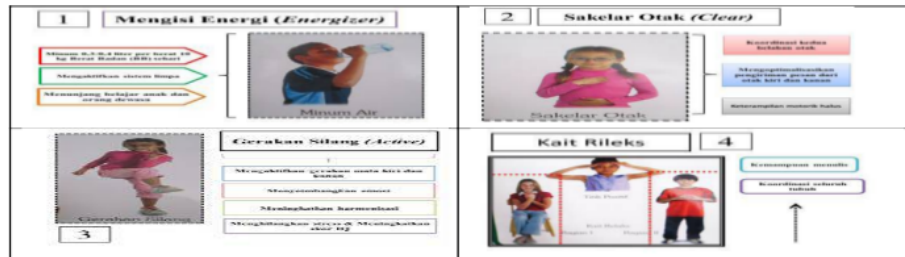 1
Mengisi Energi (Energizer)
Minum 0,3-0,4 liter per berat 10
kg Berat Badan (BB) sehari
Mengaktifkan sistem limpa
Menunjang belajar anak dan
orang dewasa
Minum Air
2
Sakelar Otak (Clear)
Koordinasi kedua
belahan otak
Mengoptimalisasikan
pengiriman pesan dari
otak kiri dan kanan
Keterampilan motorik halus
Sakelar Otak
Gerakan Silang (Active)
Mengaktifkan gerakan mata kiri dan
kanan
Menyeimbangkan emosi
Meningkatkan harmonisasi
Menghilangkan stress & Meningkatkan
skor IQ
Gerakan Silang
3
Kait Rileks
4
Kemampuan menulis
Koordinasi seluruh
tubuh
Kait Rileks